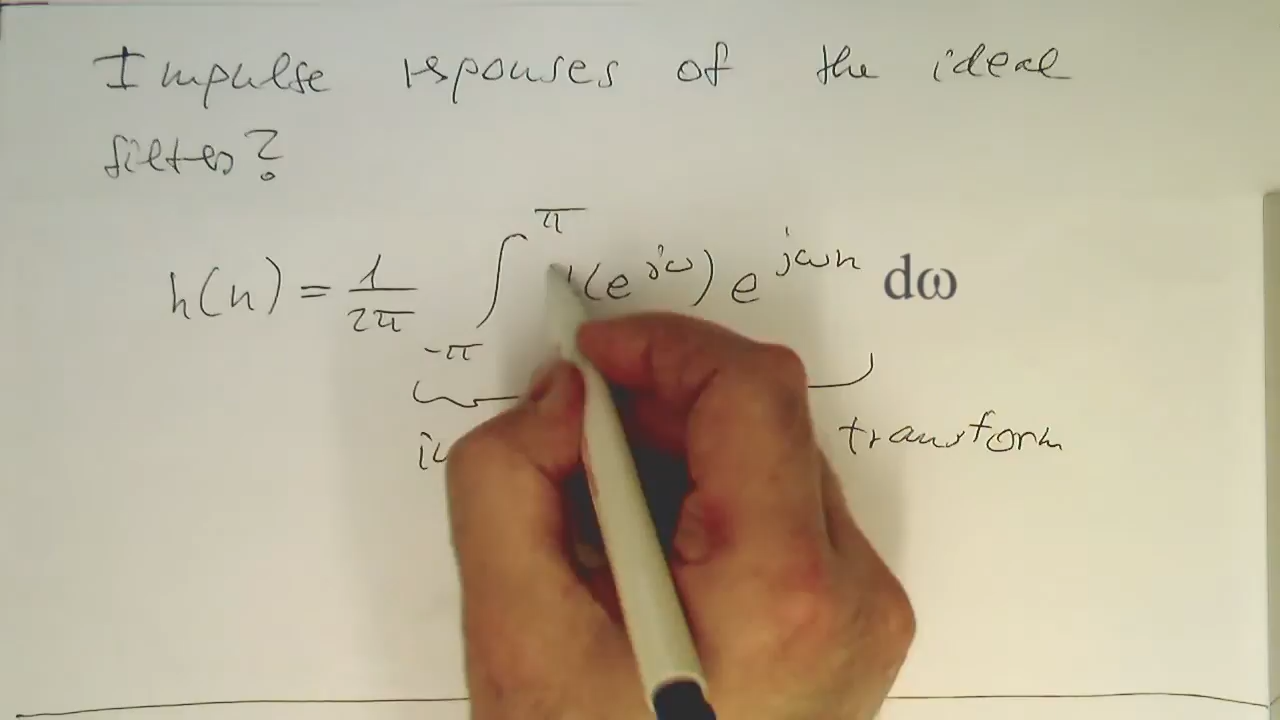 Impulse responses of the ideal
filters?
h(n) = 1/2π ∫ π -π (e^jω) e^jωn dω
transform